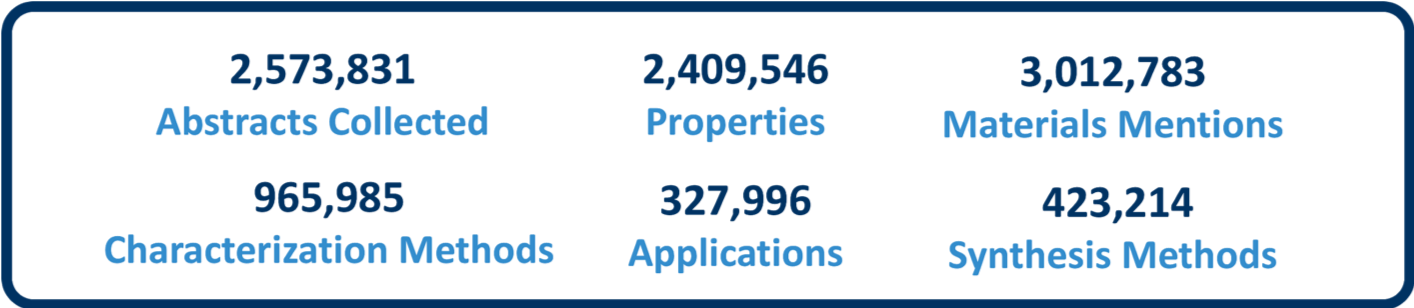 2,573,831
Abstracts Collected
2,409,546
Properties
3,012,783
Materials Mentions
965,985
Characterization Methods
327,996
Applications
423,214
Synthesis Methods